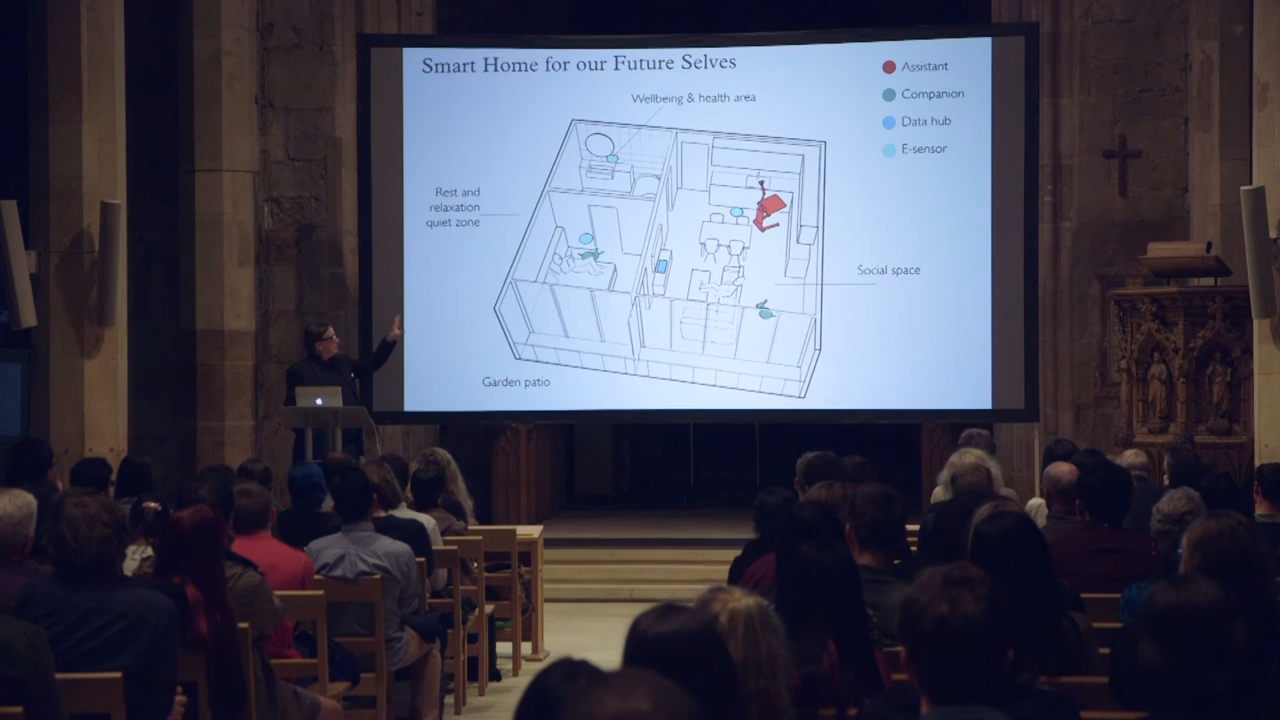 Smart Home for our Future Selves
Assistant
Companion
Data hub
E-sensor
Wellbeing & health area
Rest and
relaxation
quiet zone
Social space
Garden patio